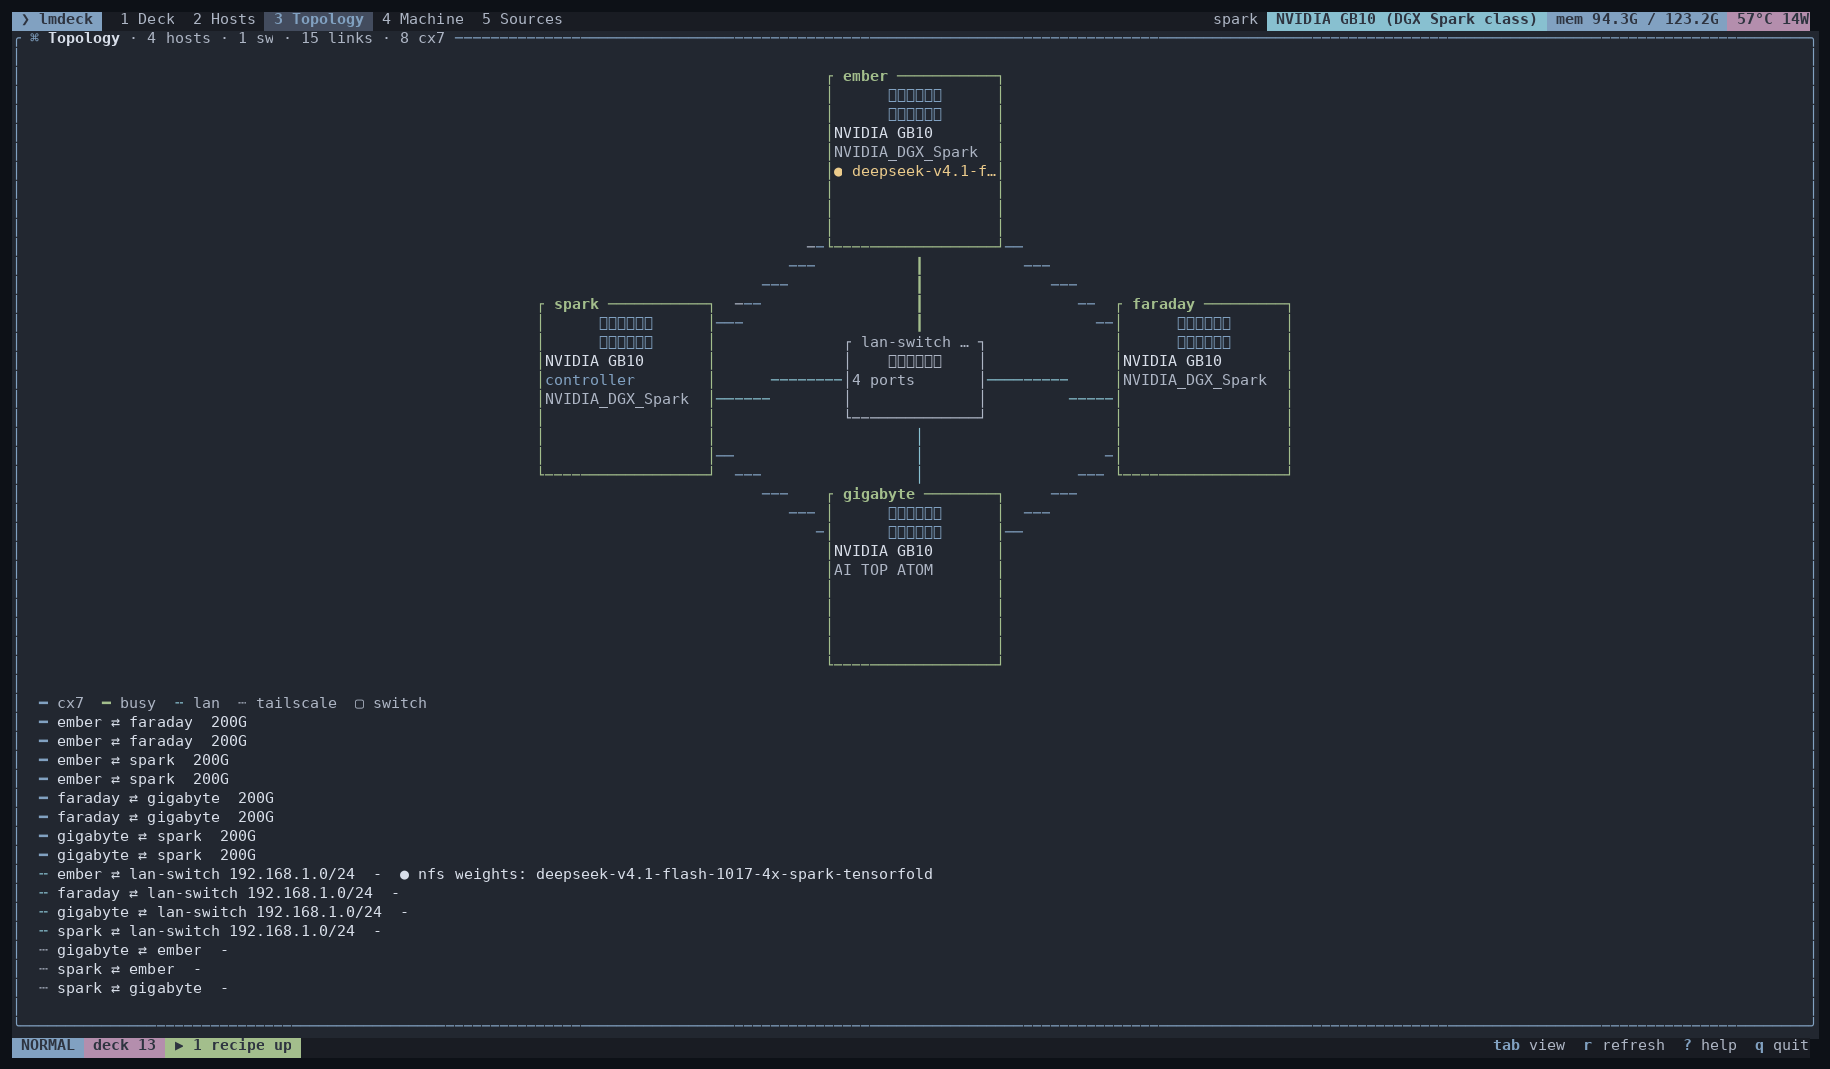 ❯ lmdeck 1 Deck 2 Hosts 3 Topology 4 Machine 5 Sources spark NVIDIA GB10 (DGX Spark class) mem 94.3G / 123.2G 57°C 14W
⌘ Topology · 4 hosts · 1 sw · 15 links · 8 cx7
ember
NVIDIA GB10
NVIDIA_DGX_Spark
● deepseek-v4.1-f…
spark
NVIDIA GB10
controller
NVIDIA_DGX_Spark
lan-switch …
4 ports
faraday
NVIDIA GB10
NVIDIA_DGX_Spark
gigabyte
NVIDIA GB10
AI TOP ATOM
━ cx7 ━ busy ╌ lan ┄ tailscale ▢ switch
━ ember ⇄ faraday 200G
━ ember ⇄ faraday 200G
━ ember ⇄ spark 200G
━ ember ⇄ spark 200G
━ faraday ⇄ gigabyte 200G
━ faraday ⇄ gigabyte 200G
━ gigabyte ⇄ spark 200G
━ gigabyte ⇄ spark 200G
╌ ember ⇄ lan-switch 192.168.1.0/24 - ● nfs weights: deepseek-v4.1-flash-1017-4x-spark-tensorfold
╌ faraday ⇄ lan-switch 192.168.1.0/24 -
╌ gigabyte ⇄ lan-switch 192.168.1.0/24 -
╌ spark ⇄ lan-switch 192.168.1.0/24 -
┄ gigabyte ⇄ ember -
┄ spark ⇄ ember -
┄ spark ⇄ gigabyte -
NORMAL deck 13 ▶ 1 recipe up tab view r refresh ? help q quit